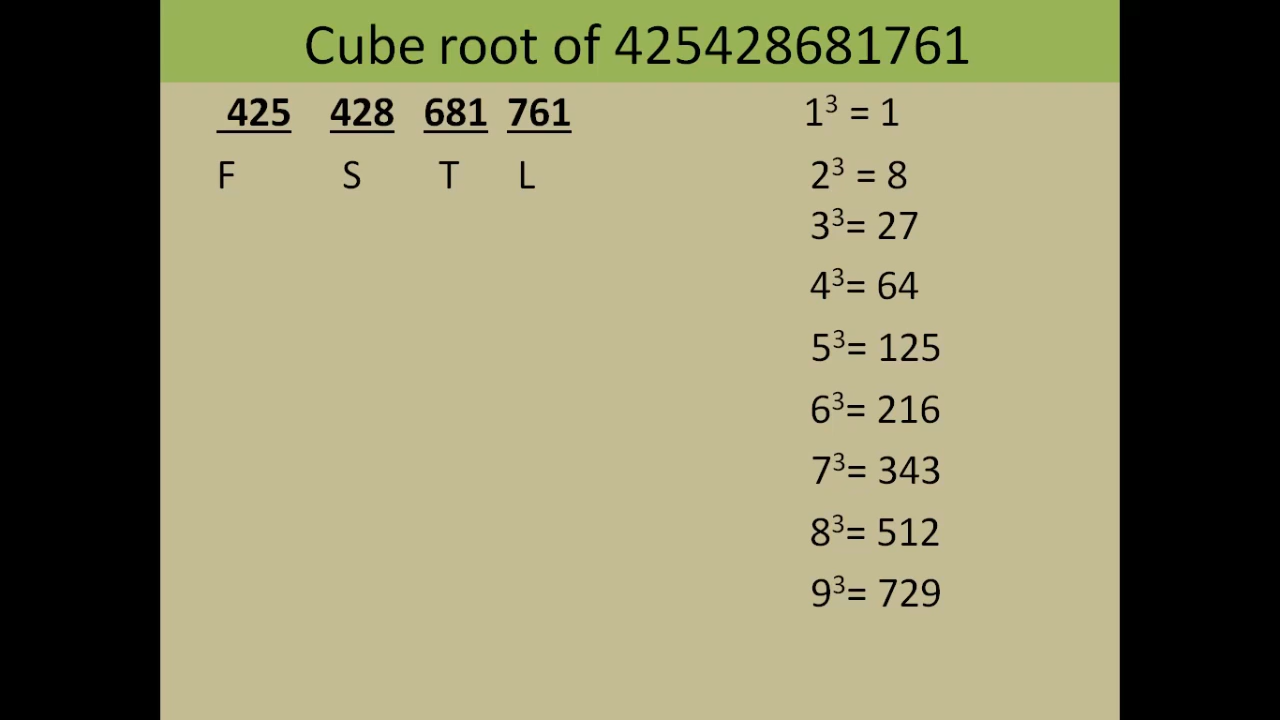 Cube root of 425428681761
425 428 681 761
F S T L
1³ = 1
2³ = 8
3³= 27
4³= 64
5³= 125
6³= 216
7³= 343
8³= 512
9³= 729